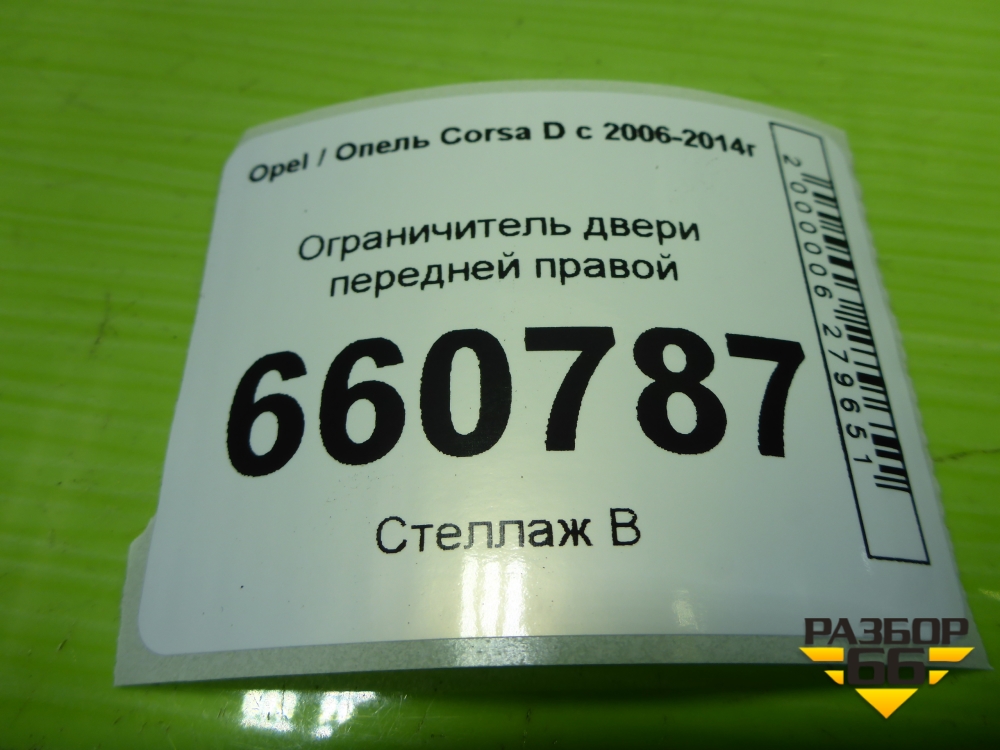 Opel / Опель Corsa D с 2006-2014г
Ограничитель двери
передней правой
660787
Стеллаж В
2000006279651
РАЗБОР
66